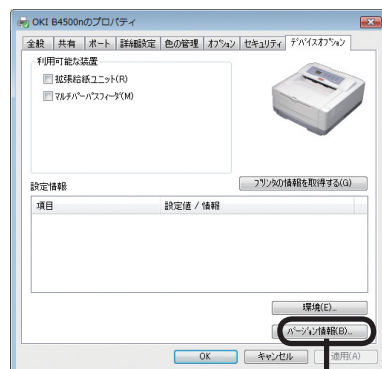 OKI B4500nのプロパティ
全般 共有 ポート 詳細設定 色の管理 オプション セキュリティ デバイスオプション
利用可能な装置
拡張給紙ユニット(R)
マルチパーパスフィーダ(M)
プリンタの情報を取得する(G)
設定情報
項目 設定値 / 情報
環境(E)...
バージョン情報(B)...
OK キャンセル 適用(A)